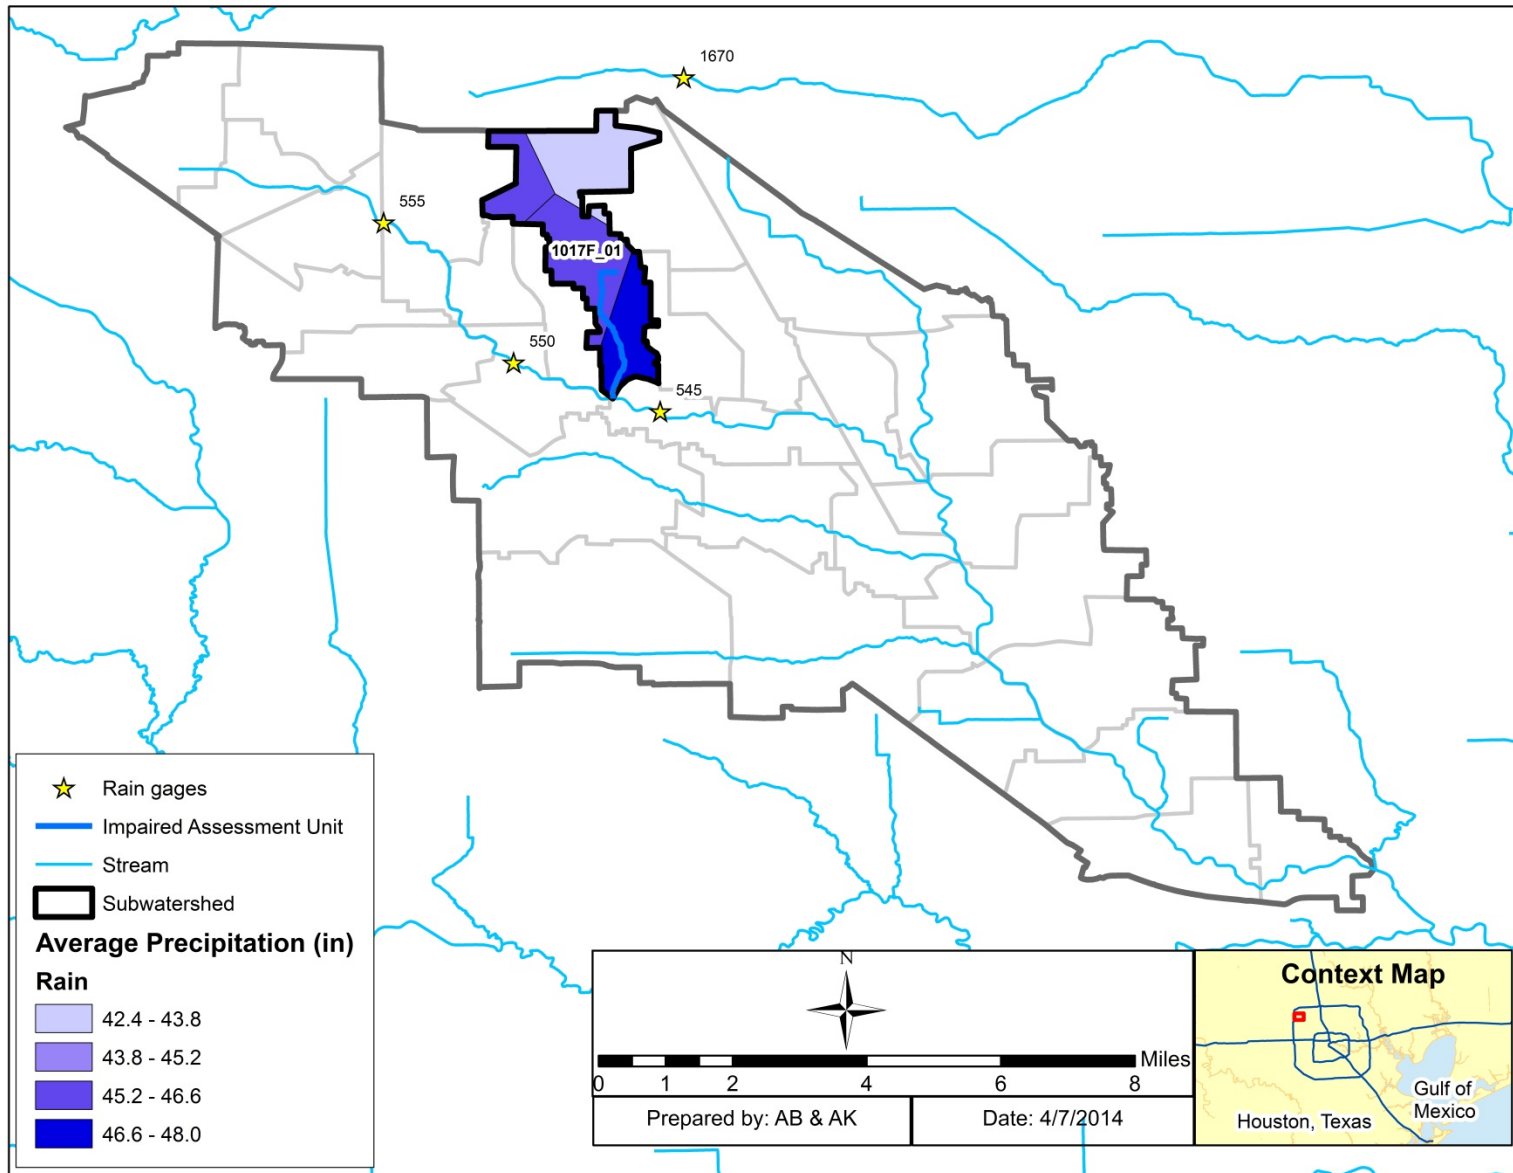 1670
555
1017F_01
550
545
Rain gages
Impaired Assessment Unit
Stream
Subwatershed
Average Precipitation (in)
Rain
42.4 - 43.8
43.8 - 45.2
45.2 - 46.6
46.6 - 48.0
N
Miles
0 1 2 4 6 8
Prepared by: AB & AK
Date: 4/7/2014
Context Map
Gulf of
Mexico
Houston, Texas